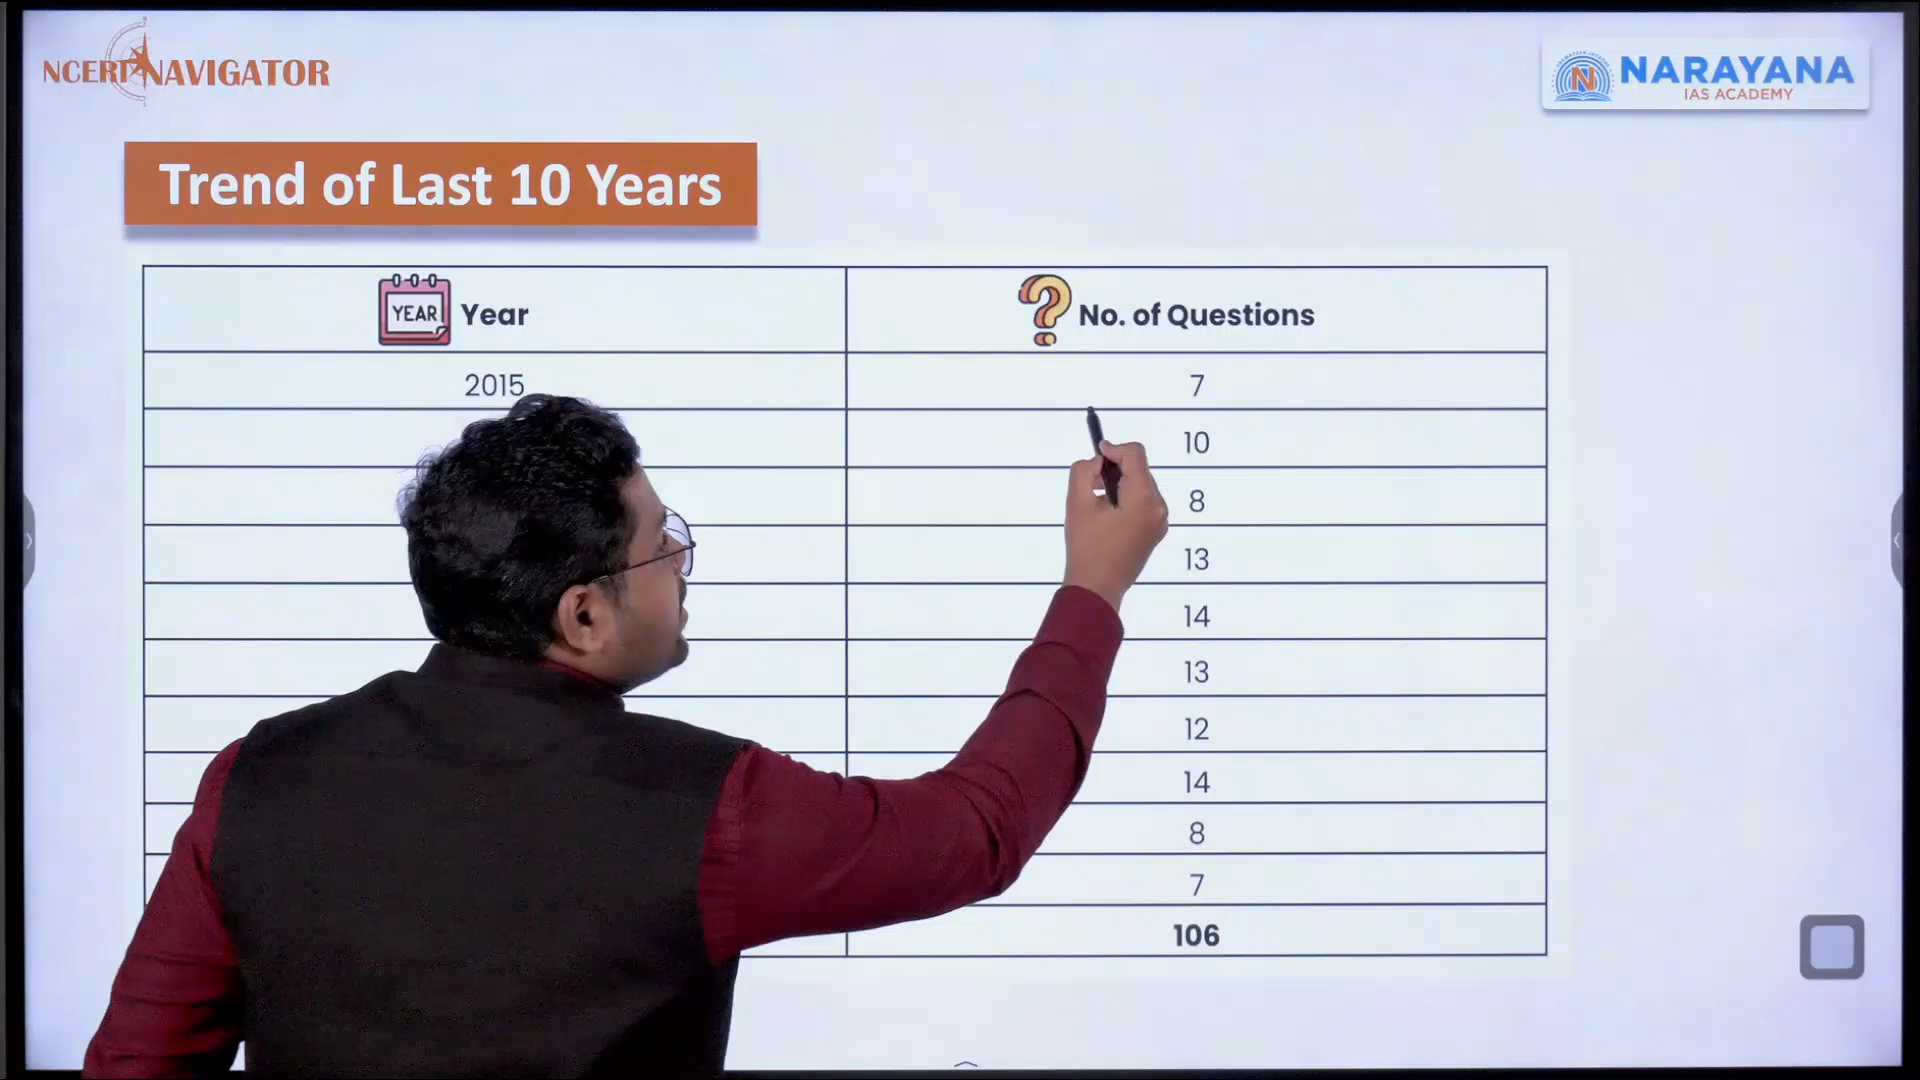 NCERT NAVIGATOR
NARAYANA
IAS ACADEMY
Trend of Last 10 Years
YEAR Year
No. of Questions
2015 7
10
8
13
14
13
12
14
8
7
106